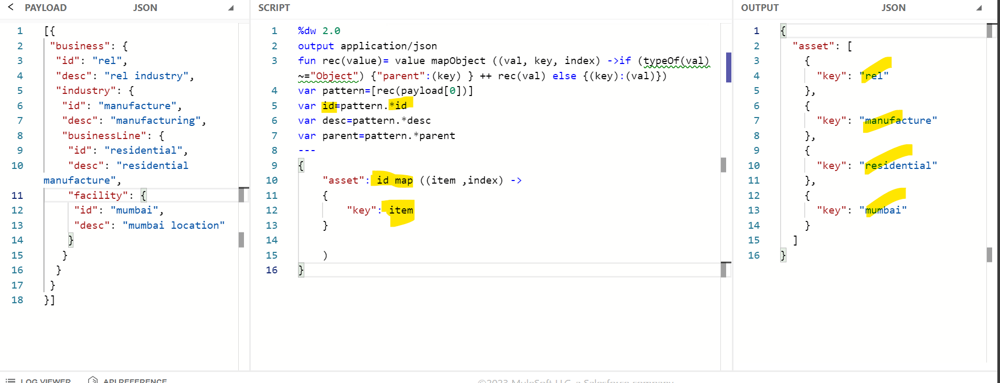 PAYLOAD JSON
1 [{
2 "business": {
3 "id": "rel",
4 "desc": "rel industry",
5 "industry": {
6 "id": "manufacture",
7 "desc": "manufacturing",
8 "businessLine": {
9 "id": "residential",
10 "desc": "residential
manufacture",
11 "facility": {
12 "id": "mumbai",
13 "desc": "mumbai location"
14 }
15 }
16 }
17 }
18 }]
SCRIPT
1 %dw 2.0
2 output application/json
3 fun rec(value)= value mapObject ((val, key, index) ->if (typeOf(val)
~="Object") {"parent":(key) } ++ rec(val) else {(key):(val)})
4 var pattern=[rec(payload[0])]
5 var id=pattern.*id
6 var desc=pattern.*desc
7 var parent=pattern.*parent
8 ---
9 {
10 "asset": id map ((item ,index) ->
11 {
12 "key": item
13 }
14
15 )
16 }
OUTPUT JSON
1 {
2 "asset": [
3 {
4 "key": "rel"
5 },
6 {
7 "key": "manufacture"
8 },
9 {
10 "key": "residential"
11 },
12 {
13 "key": "mumbai"
14 }
15 ]
16 }
LOG VIEWER API REFERENCE
©2023 MuleSoft LLC, a Salesforce company